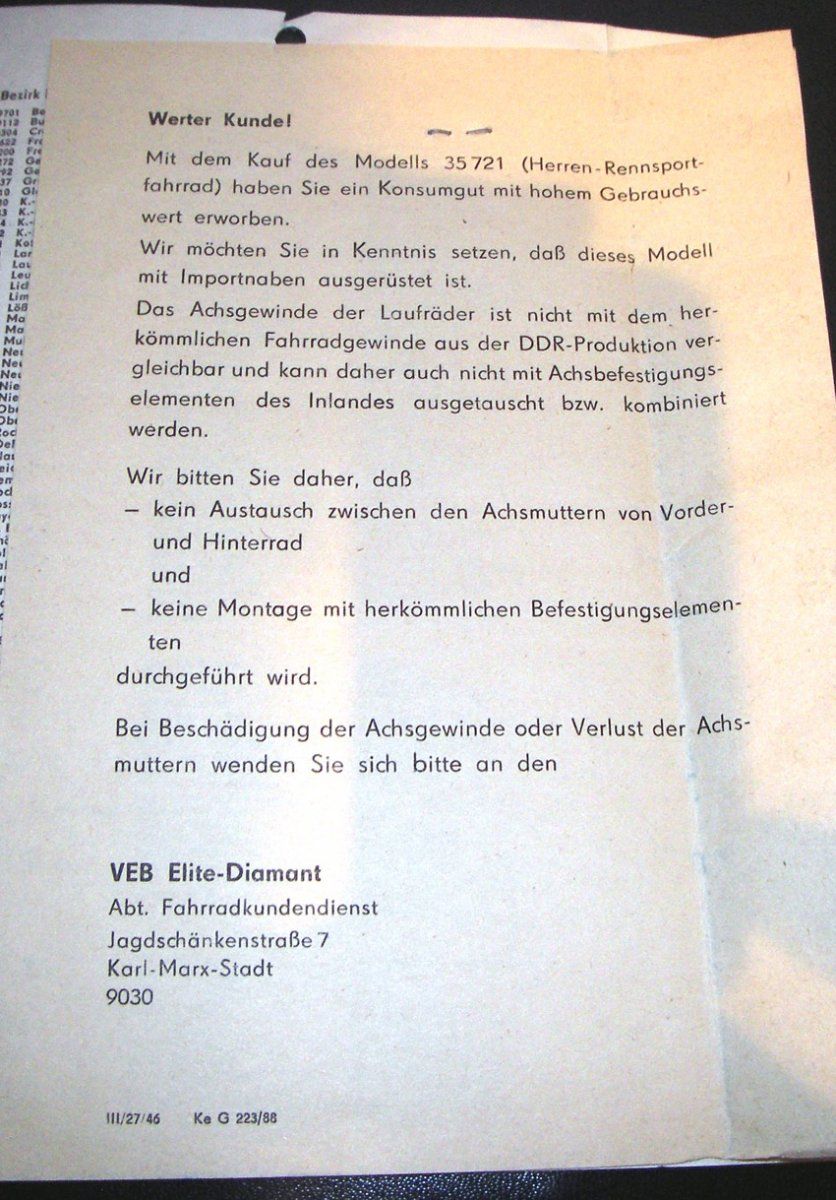 Bezirk
Werter Kunde!
Mit dem Kauf des Modells 35 721 (Herren-Rennsport-
fahrrad) haben Sie ein Konsumgut mit hohem Gebrauchs-
wert erworben.
Wir möchten Sie in Kenntnis setzen, daß dieses Modell
mit Importnaben ausgerüstet ist.
Das Achsgewinde der Laufräder ist nicht mit dem her-
kömmlichen Fahrradgewinde aus der DDR-Produktion ver-
gleichbar und kann daher auch nicht mit Achsbefestigungs-
elementen des Inlandes ausgetauscht bzw. kombiniert
werden.
Wir bitten Sie daher, daß
— kein Austausch zwischen den Achsmuttern von Vorder-
und Hinterrad
und
— keine Montage mit herkömmlichen Befestigungselemen-
ten
durchgeführt wird.
Bei Beschädigung der Achsgewinde oder Verlust der Achs-
muttern wenden Sie sich bitte an den
VEB Elite-Diamant
Abt. Fahrradkundendienst
Jagdschänkenstraße 7
Karl-Marx-Stadt
9030
III/27/46 Ke G 223/88